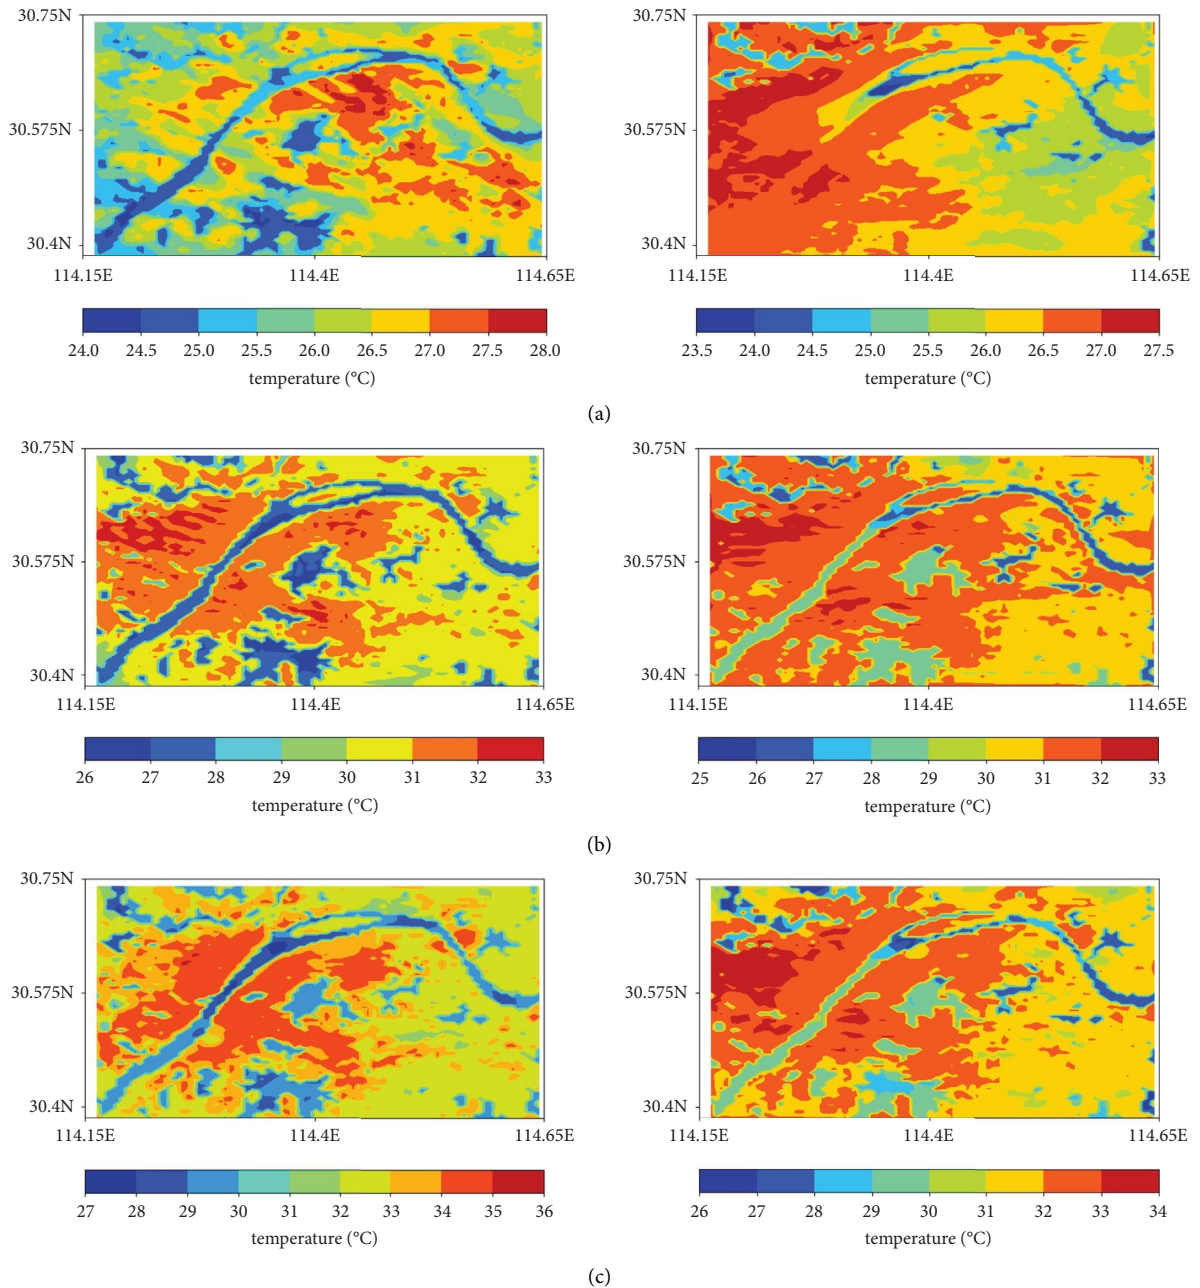 30.75N
30.575N
30.4N
114.15E 114.4E 114.65E
24.0 24.5 25.0 25.5 26.0 26.5 27.0 27.5 28.0
temperature (°C)
30.75N
30.575N
30.4N
114.15E 114.4E 114.65E
23.5 24.0 24.5 25.0 25.5 26.0 26.5 27.0 27.5
temperature (°C)
(a)
30.75N
30.575N
30.4N
114.15E 114.4E 114.65E
26 27 28 29 30 31 32 33
temperature (°C)
30.75N
30.575N
30.4N
114.15E 114.4E 114.65E
25 26 27 28 29 30 31 32 33
temperature (°C)
(b)
30.75N
30.575N
30.4N
114.15E 114.4E 114.65E
27 28 29 30 31 32 33 34 35 36
temperature (°C)
30.75N
30.575N
30.4N
114.15E 114.4E 114.65E
26 27 28 29 30 31 32 33 34
temperature (°C)
(c)